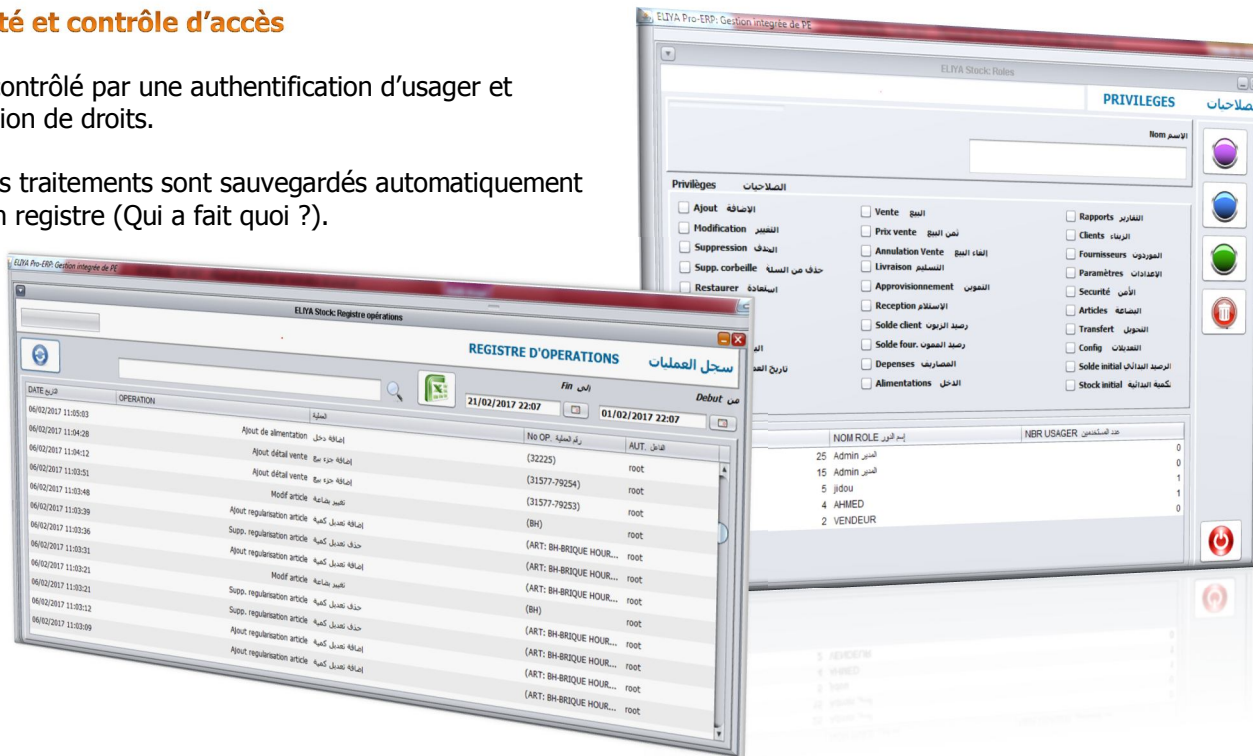 té et contrôle d'accès
ontrôlé par une authentification d'usager et
ion de droits.
s traitements sont sauvegardés automatiquement
n registre (Qui a fait quoi ?).
ELIYA Pro-ERP: Gestion integrée de PE
ELIYA Stock: Roles
PRIVILEGES صلاحيات
Nom الاسم
Privilèges الصلاحيات
Ajout الإضافة
Modification التغيير
Suppression الحذف
Supp. corbeille حذف من السلة
Restaurer استعادة
Vente البيع
Prix vente ثمن البيع
Annulation Vente إلغاء البيع
Livraison التسليم
Approvisionnement التموين
Reception الإستلام
Solde client رصيد الزبون
Solde four. رصيد الممون
Depenses المصاريف
Alimentations الدخل
Rapports التقارير
Clients الزبناء
Fournisseurs الموردون
Paramètres الإعدادات
Securité الأمن
Articles البضاعة
Transfert التحويل
Config التعديلات
Solde initial الرصيد البدائي
Stock initial كمية البدائية
NOM ROLE إسم الدور NBR USAGER عدد المستخدمين
25 Admin المدير 0
15 Admin المدير 0
5 jidou 1
4 AHMED 1
2 VENDEUR 0
ELIYA Pro-ERP: Gestion integrée de PE
ELIYA Stock: Registre opérations
REGISTRE D'OPERATIONS سجل العمليات
Fin إلى Debut من
21/02/2017 22:07 01/02/2017 22:07
DATE التاريخ OPERATION العملية No OP. رقم العملية AUT. الفاعل
06/02/2017 11:05:03 Ajout de alimentation إضافة دخل (32225) root
06/02/2017 11:04:28 Ajout détail vente إضافة جزء بيع (31577-79254) root
06/02/2017 11:04:12 Ajout détail vente إضافة جزء بيع (31577-79253) root
06/02/2017 11:03:51 Modif article تغيير بضاعة (BH) root
06/02/2017 11:03:48 Ajout regularisation article إضافة تعديل كمية (ART: BH-BRIQUE HOUR... root
06/02/2017 11:03:39 Supp. regularisation article حذف تعديل كمية (ART: BH-BRIQUE HOUR... root
06/02/2017 11:03:36 Ajout regularisation article إضافة تعديل كمية (ART: BH-BRIQUE HOUR... root
06/02/2017 11:03:31 Modif article تغيير بضاعة (BH) root
06/02/2017 11:03:21 Supp. regularisation article حذف تعديل كمية (ART: BH-BRIQUE HOUR... root
06/02/2017 11:03:21 Supp. regularisation article حذف تعديل كمية (ART: BH-BRIQUE HOUR... root
06/02/2017 11:03:12 Ajout regularisation article إضافة تعديل كمية (ART: BH-BRIQUE HOUR... root
06/02/2017 11:03:09 Ajout regularisation article إضافة تعديل كمية (ART: BH-BRIQUE HOUR... root